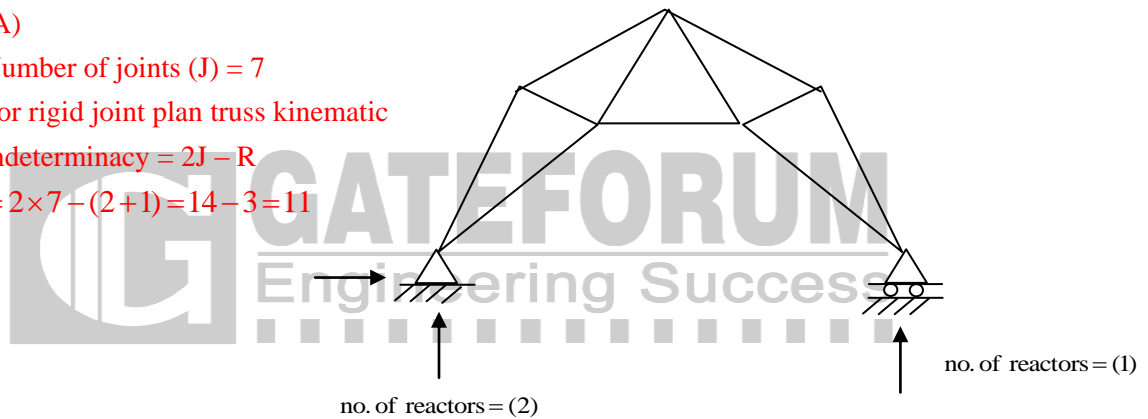 A)
Number of joints (J) = 7
or rigid joint plan truss kinematic
ndeterminacy = 2J – R
= 2×7 – (2+1) = 14 – 3 = 11
GATEFORUM
Engineering Success
no. of reactors = (1)
no. of reactors = (2)